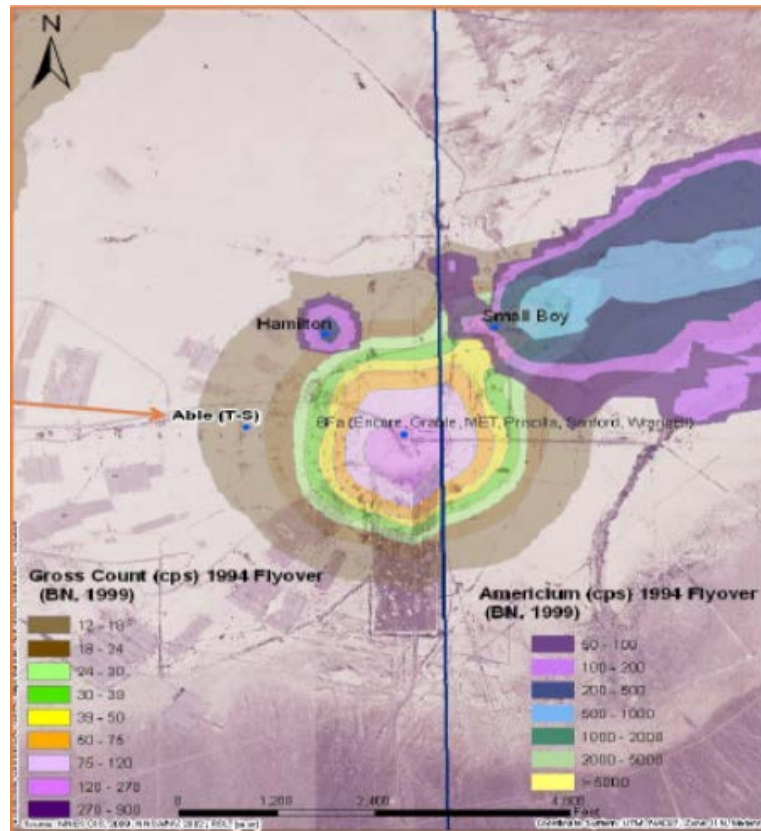 N
Hamilton
Small Boy
Able (T-S)
BFa (Encore, Grable, MET, Priscilla, Sanford, Wrangell)
Gross Count (cps) 1994 Flyover
(BN, 1999)
12 - 18
18 - 24
24 - 30
30 - 39
39 - 50
50 - 75
75 - 120
120 - 270
270 - 900
Americium (cps) 1994 Flyover
(BN, 1999)
50 - 100
100 - 200
200 - 500
500 - 1000
1000 - 2000
2000 - 5000
>5000
0 1,200 2,400 4,800
Feet